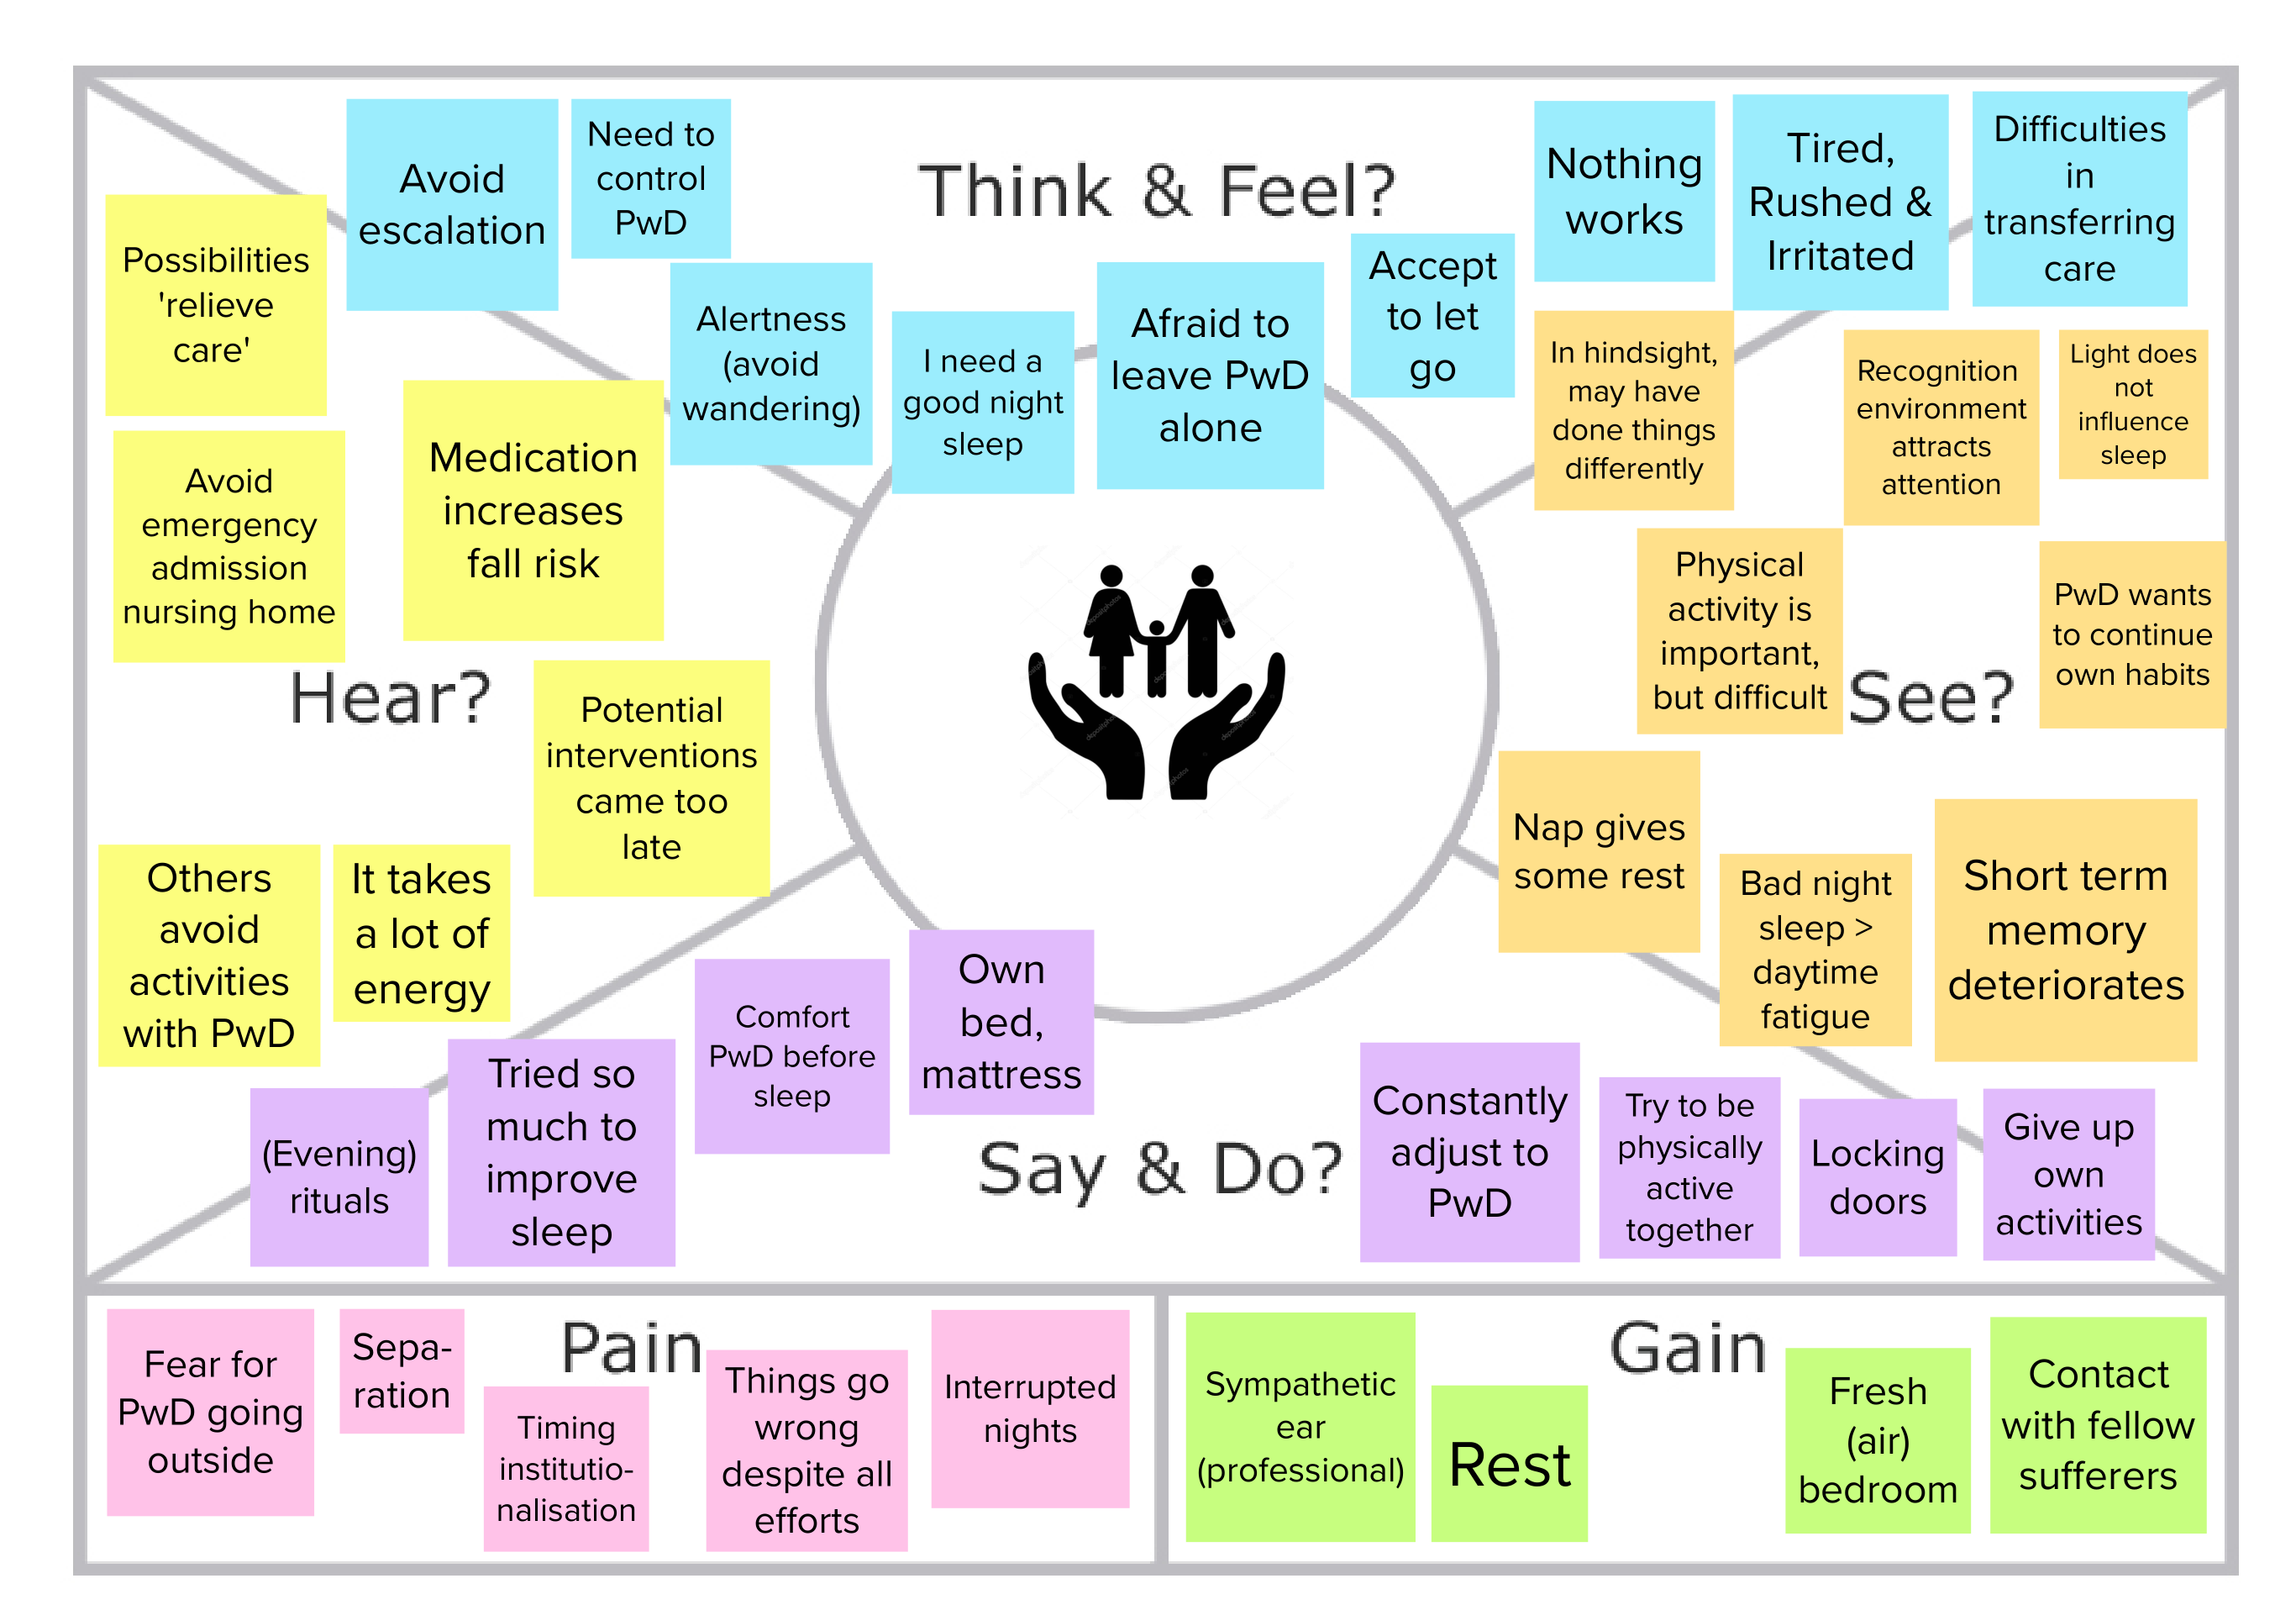 Think & Feel?
Avoid
escalation
Need to
control
PwD
Alertness
(avoid
wandering)
I need a
good night
sleep
Afraid to
leave PwD
alone
Accept
to let
go
Nothing
works
Tired,
Rushed &
Irritated
Difficulties
in
transferring
care
Hear?
Possibilities
'relieve
care'
Avoid
emergency
admission
nursing home
Medication
increases
fall risk
Potential
interventions
came too
late
Others
avoid
activities
with PwD
It takes
a lot of
energy
See?
In hindsight,
may have
done things
differently
Recognition
environment
attracts
attention
Light does
not
influence
sleep
Physical
activity is
important,
but difficult
PwD wants
to continue
own habits
Nap gives
some rest
Bad night
sleep >
daytime
fatigue
Short term
memory
deteriorates
Say & Do?
(Evening)
rituals
Tried so
much to
improve
sleep
Comfort
PwD before
sleep
Own
bed,
mattress
Constantly
adjust to
PwD
Try to be
physically
active
together
Locking
doors
Give up
own
activities
Pain
Fear for
PwD going
outside
Sepa-
ration
Timing
institutio-
nalisation
Things go
wrong
despite all
efforts
Interrupted
nights
Gain
Sympathetic
ear
(professional)
Rest
Fresh
(air)
bedroom
Contact
with fellow
sufferers